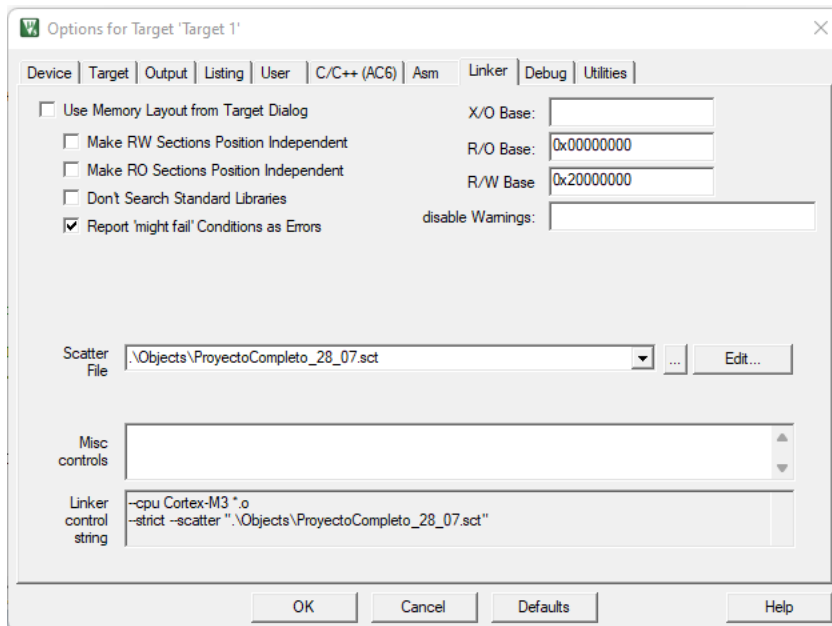 Options for Target 'Target 1'
Device Target Output Listing User C/C++ (AC6) Asm Linker Debug Utilities
Use Memory Layout from Target Dialog
Make RW Sections Position Independent
Make RO Sections Position Independent
Don't Search Standard Libraries
Report 'might fail' Conditions as Errors
X/O Base:
R/O Base: 0x00000000
R/W Base 0x20000000
disable Warnings:
Scatter
File
.\Objects\ProyectoCompleto_28_07.sct
... Edit...
Misc
controls
Linker
control
string
--cpu Cortex-M3 *.o
--strict --scatter ".\Objects\ProyectoCompleto_28_07.sct"
OK Cancel Defaults Help